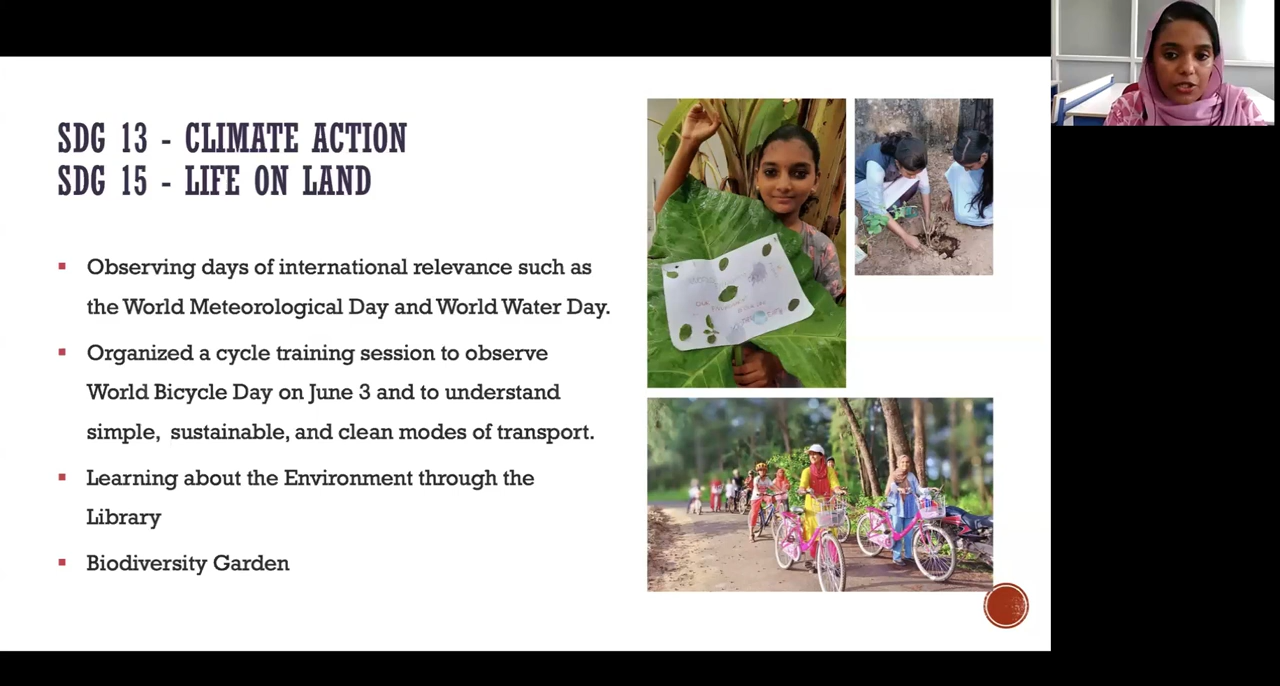 SDG 13 - CLIMATE ACTION
SDG 15 - LIFE ON LAND
Observing days of international relevance such as
the World Meteorological Day and World Water Day.
Organized a cycle training session to observe
World Bicycle Day on June 3 and to understand
simple, sustainable, and clean modes of transport.
Learning about the Environment through the
Library
Biodiversity Garden